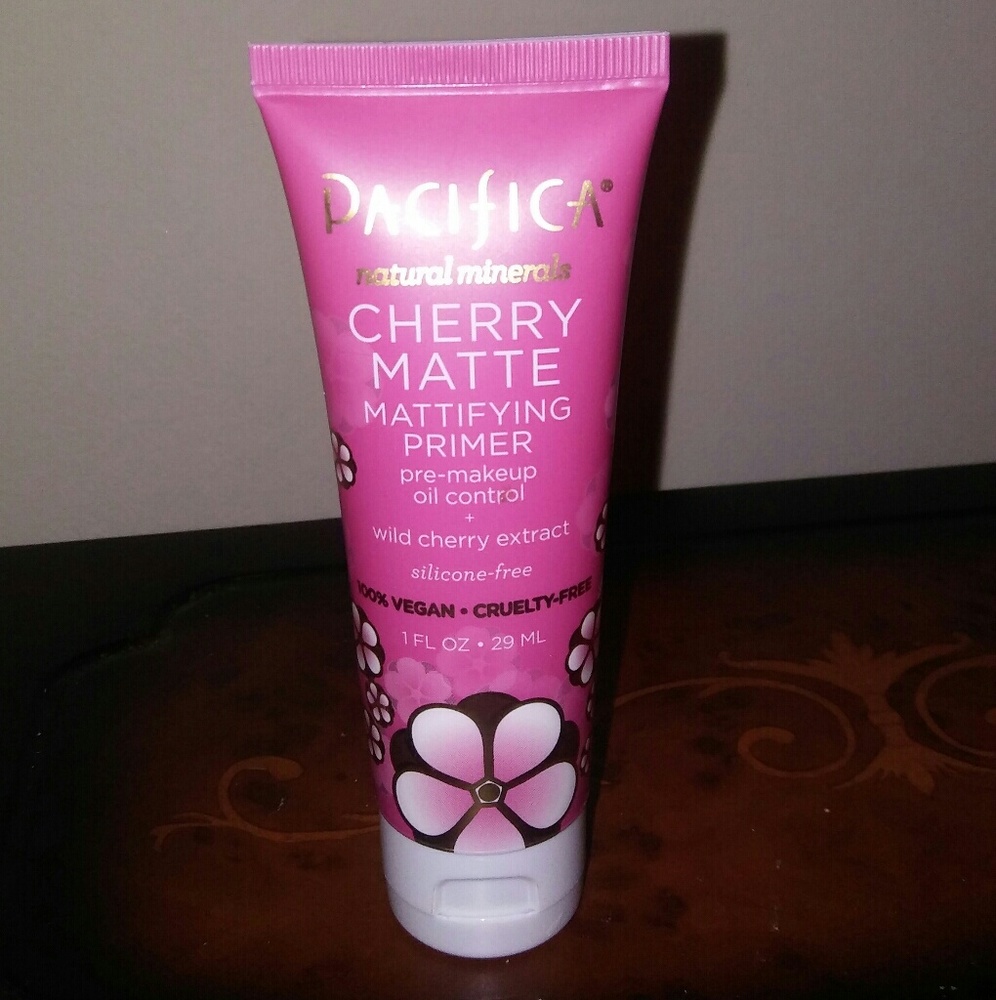 PACIFICA®
natural minerals
CHERRY
MATTE
MATTIFYING
PRIMER
pre-makeup
oil control
+
wild cherry extract
silicone-free
100% VEGAN • CRUELTY-FREE
1 FL OZ • 29 ML